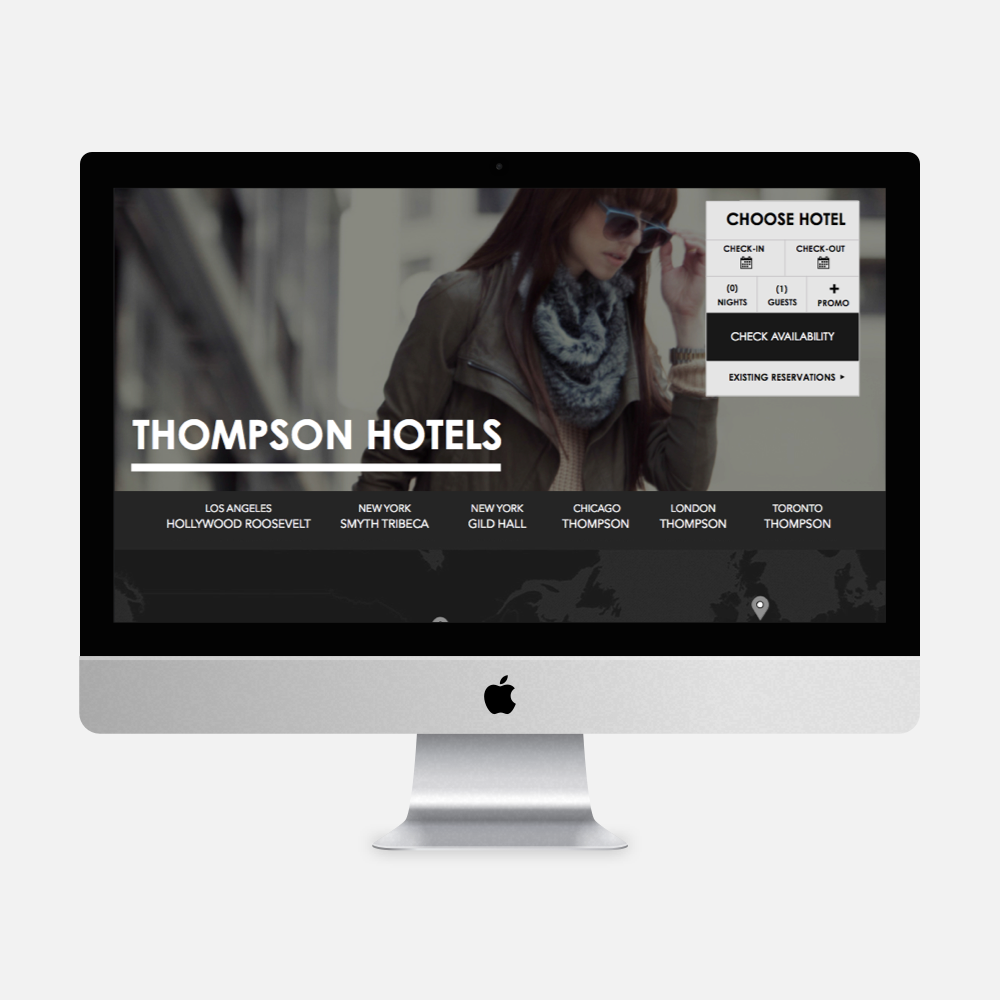 CHOOSE HOTEL
CHECK-IN CHECK-OUT
(0) (1) +
NIGHTS GUESTS PROMO
CHECK AVAILABILITY
EXISTING RESERVATIONS ▸
THOMPSON HOTELS
LOS ANGELES
HOLLYWOOD ROOSEVELT
NEW YORK
SMYTH TRIBECA
NEW YORK
GILD HALL
CHICAGO
THOMPSON
LONDON
THOMPSON
TORONTO
THOMPSON